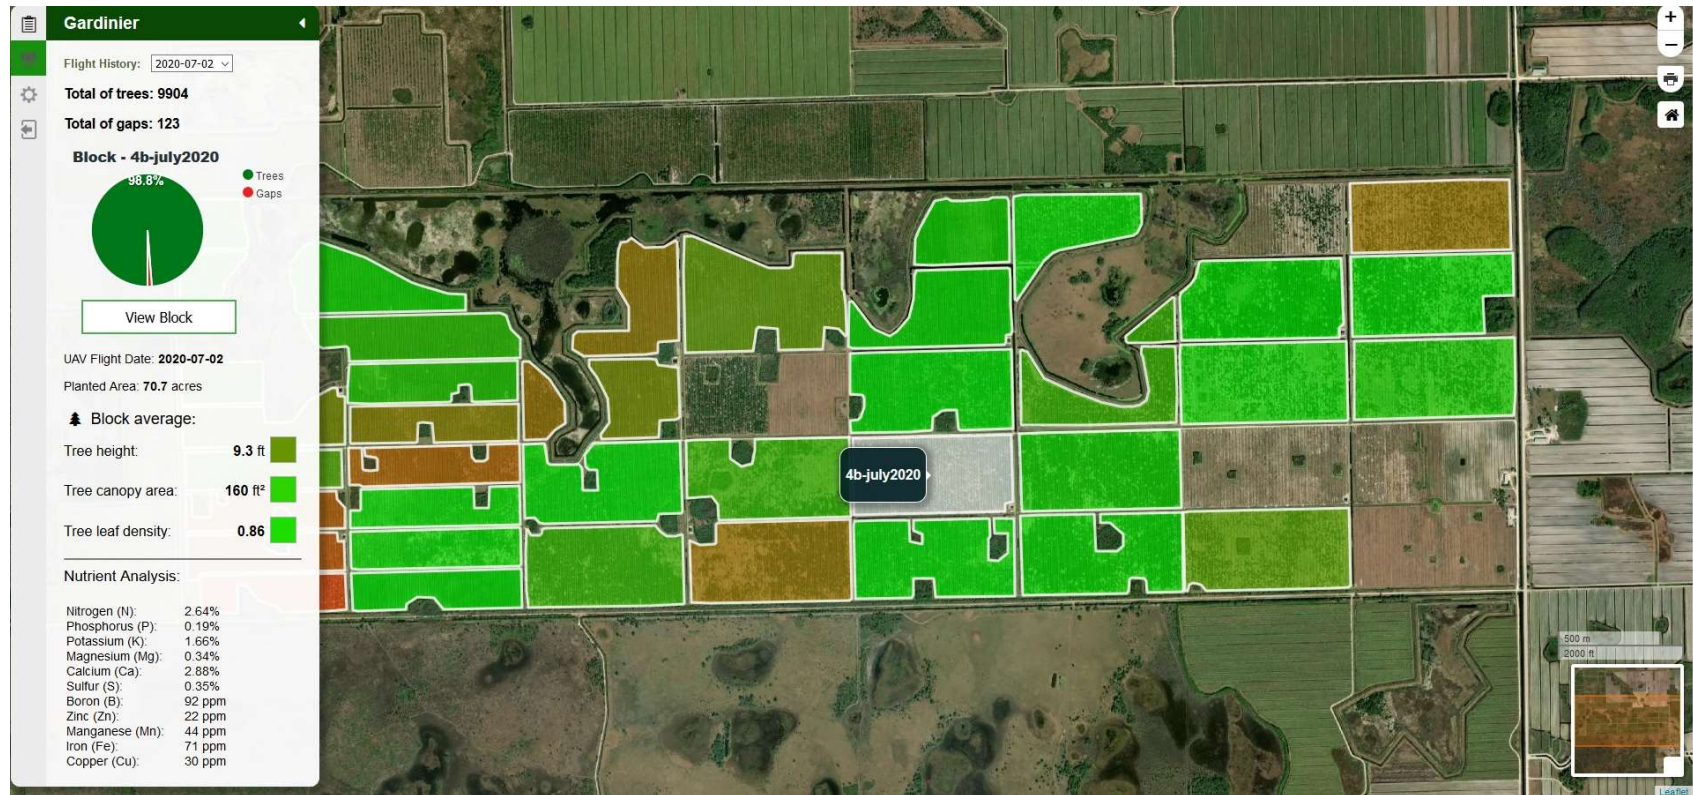 Gardinier
Flight History: 2020-07-02
Total of trees: 9904
Total of gaps: 123
Block - 4b-july2020
98.8%
Trees
Gaps
View Block
UAV Flight Date: 2020-07-02
Planted Area: 70.7 acres
Block average:
Tree height: 9.3 ft
Tree canopy area: 160 ft²
Tree leaf density: 0.86
Nutrient Analysis:
Nitrogen (N): 2.64%
Phosphorus (P): 0.19%
Potassium (K): 1.66%
Magnesium (Mg): 0.34%
Calcium (Ca): 2.88%
Sulfur (S): 0.35%
Boron (B): 92 ppm
Zinc (Zn): 22 ppm
Manganese (Mn): 44 ppm
Iron (Fe): 71 ppm
Copper (Cu): 30 ppm
4b-july2020
+
−
500 m
2000 ft
Leaflet